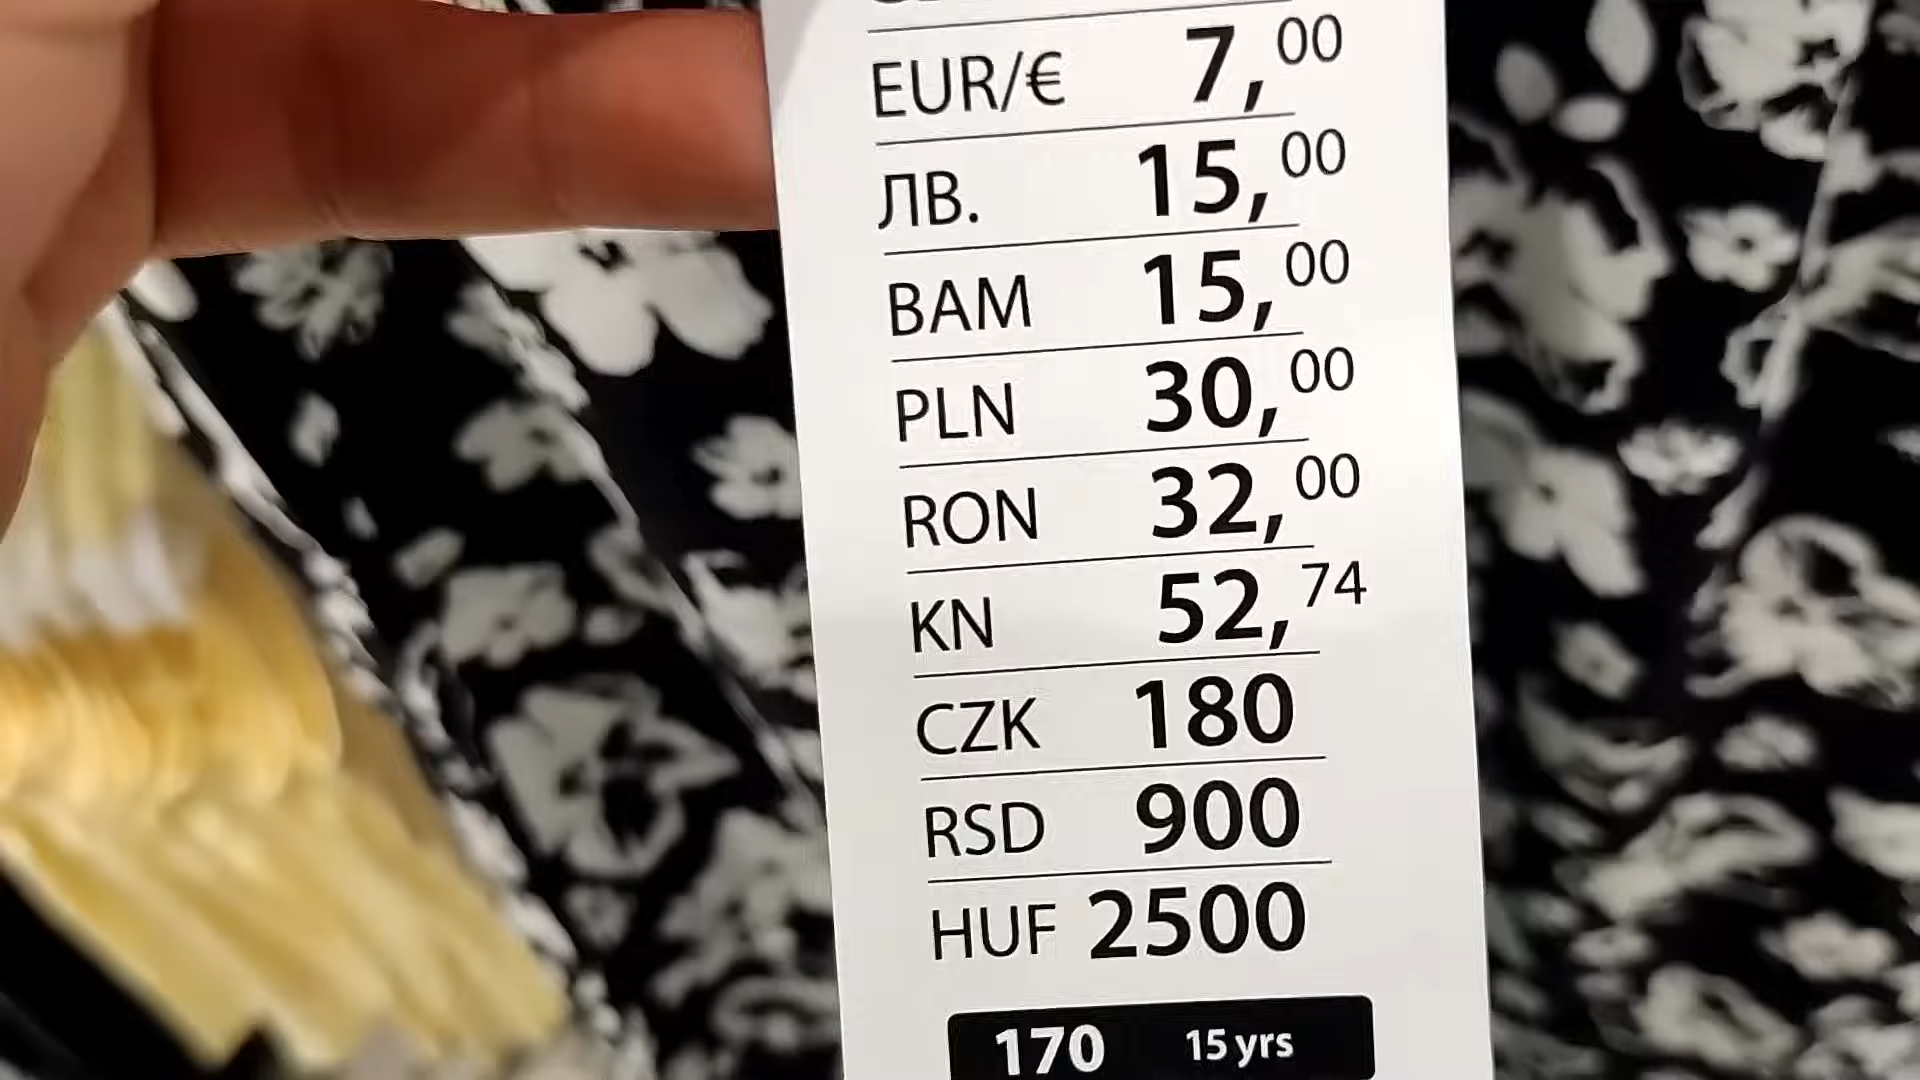 EUR/€ 7,00
ЛВ. 15,00
BAM 15,00
PLN 30,00
RON 32,00
KN 52,74
CZK 180
RSD 900
HUF 2500
170 15 yrs